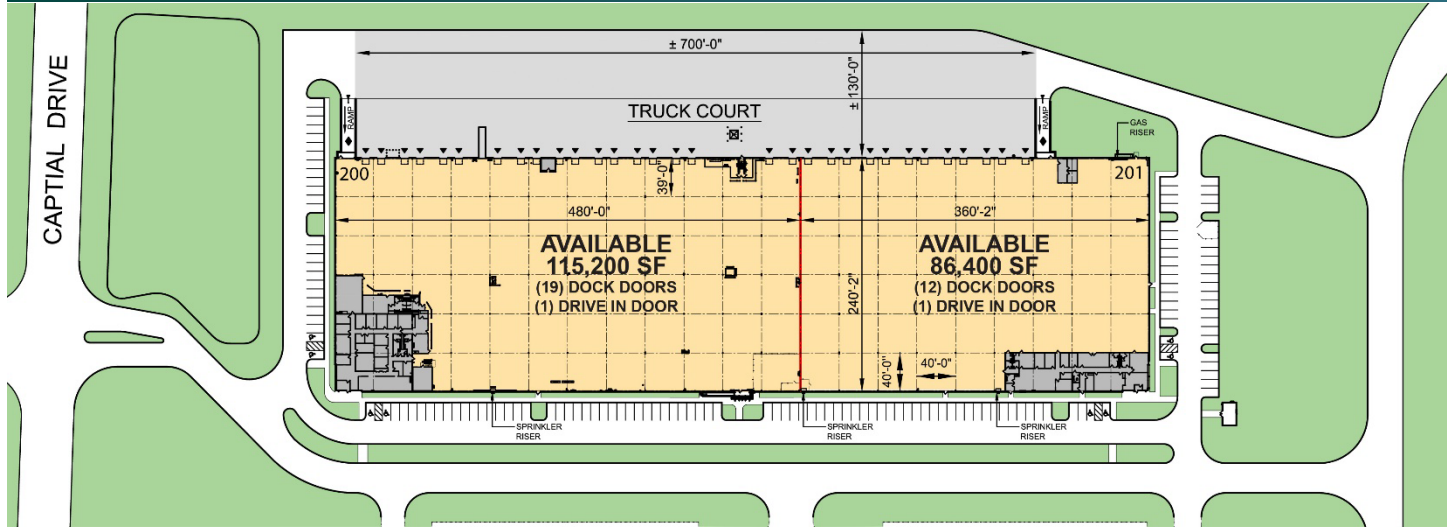 CAPTIAL DRIVE
± 700'-0"
± 130'-0"
TRUCK COURT
RAMP
RAMP
GAS
RISER
200
201
39'-0"
480'-0"
360'-2"
AVAILABLE
115,200 SF
(19) DOCK DOORS
(1) DRIVE IN DOOR
AVAILABLE
86,400 SF
(12) DOCK DOORS
(1) DRIVE IN DOOR
240'-2"
40'-0"
40'-0"
SPRINKLER
RISER
SPRINKLER
RISER
SPRINKLER
RISER